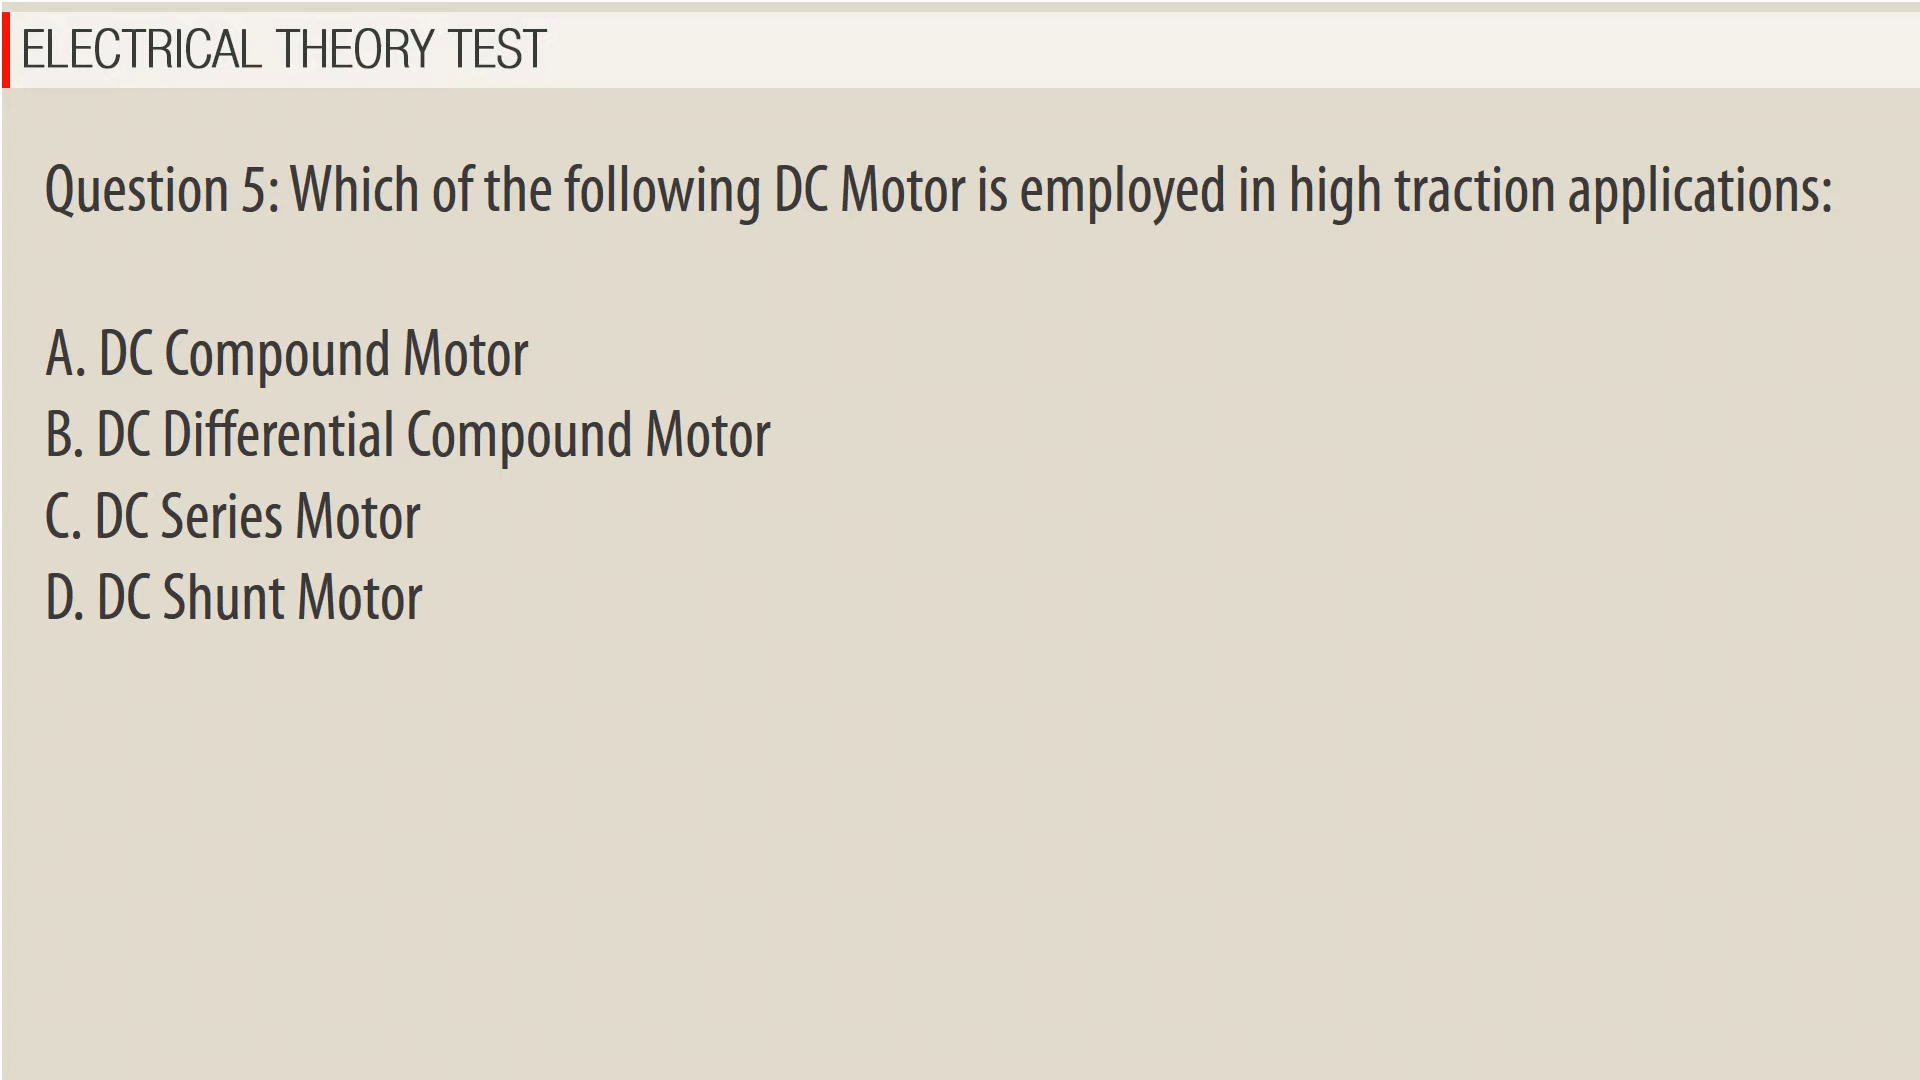 ELECTRICAL THEORY TEST
Question 5: Which of the following DC Motor is employed in high traction applications:
A. DC Compound Motor
B. DC Differential Compound Motor
C. DC Series Motor
D. DC Shunt Motor